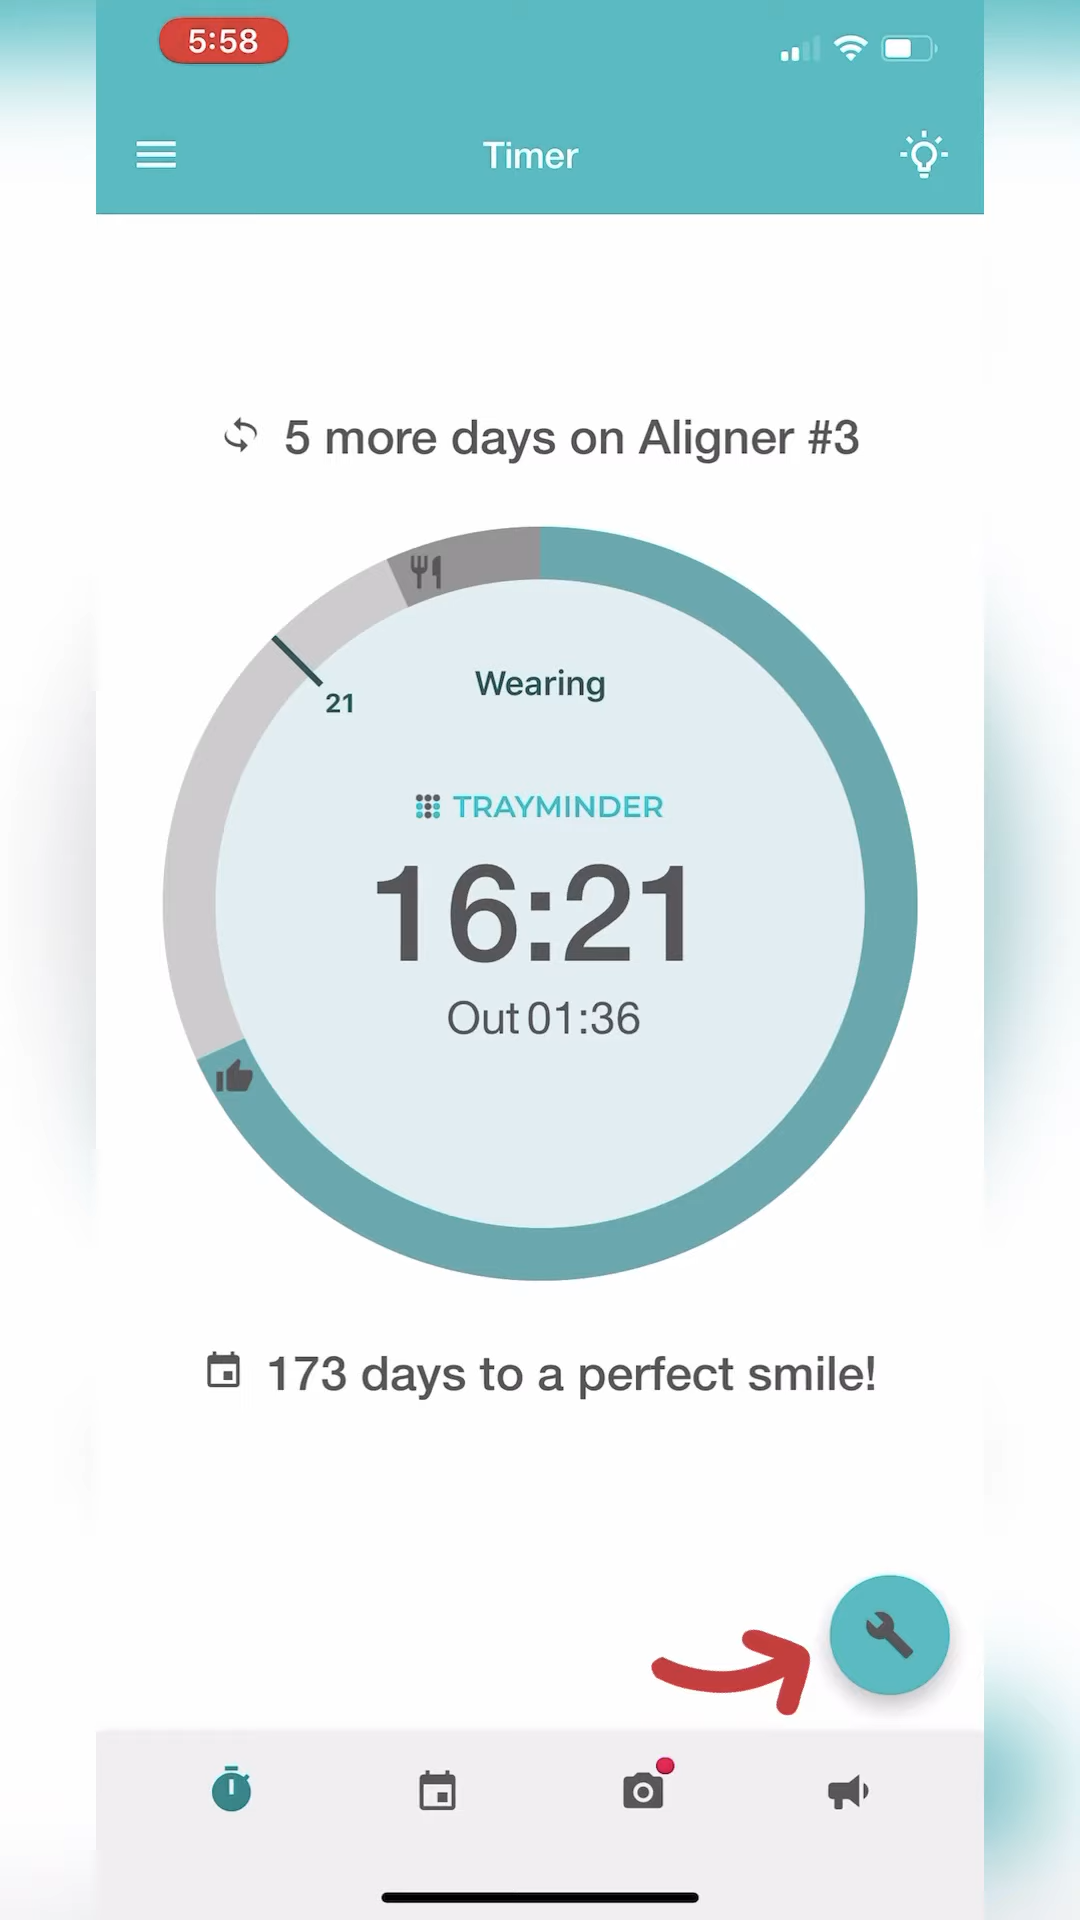 5:58
Timer
5 more days on Aligner #3
21
Wearing
TRAYMINDER
16:21
Out 01:36
173 days to a perfect smile!